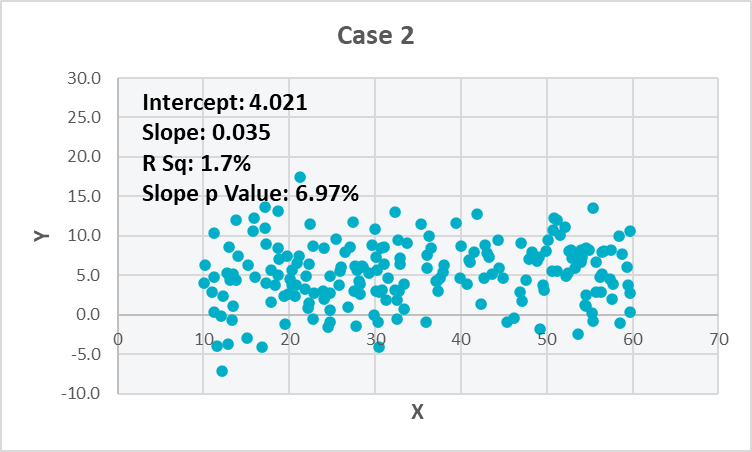 Case 2
30.0
Intercept: 4.021
25.0
Slope: 0.035
20.0
R Sq: 1.7%
15.0
Slope p Value: 6.97%
10.0
Y
5.0
0.0
0 10 20 30 40 50 60 70
-5.0
-10.0
X